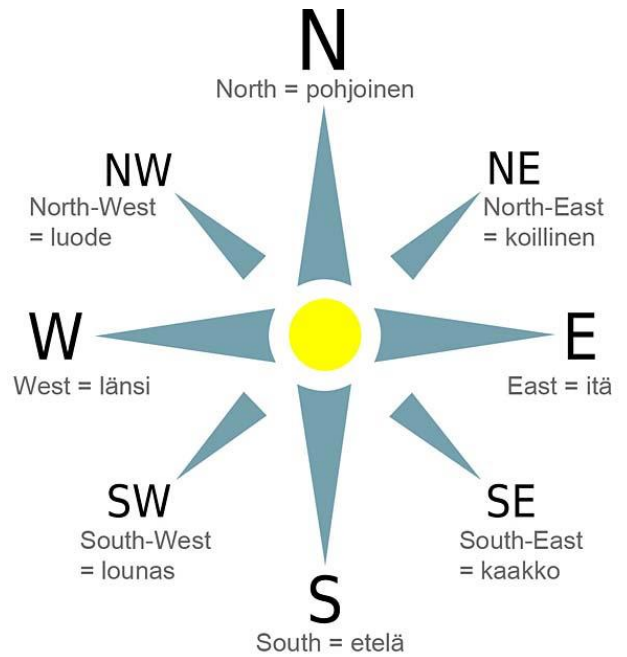 N
North = pohjoinen
NW
North-West
= luode
NE
North-East
= koillinen
W
West = länsi
E
East = itä
SW
South-West
= lounas
SE
South-East
= kaakko
S
South = etelä